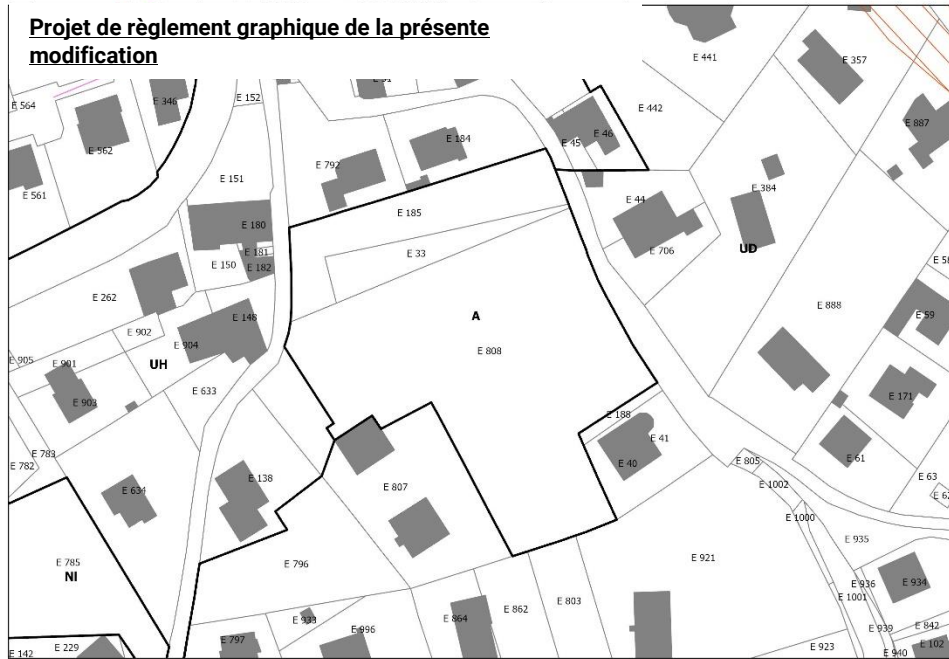 Projet de règlement graphique de la présente
modification
E 441
E 357
E 564
E 346
E 152
E 442
E 887
E 562
E 45
E 46
E 184
E 792
E 561
E 151
E 384
E 44
E 185
E 180
E 706
UD
E 181
E 33
E 150
E 182
E 262
E 888
E 59
A
E 148
E 902
E 904
E 808
E 905
E 901
UH
E 633
E 171
E 903
E 188
E 41
E 783
E 782
E 40
E 805
E 61
E 63
E 138
E 1002
E 634
E 807
E 1000
E 935
E 785
NI
E 796
E 921
E 936
E 934
E 1001
E 803
E 862
E 933
E 864
E 996
E 939
E 842
E 797
E 229
E 142
E 923
E 940
E 102